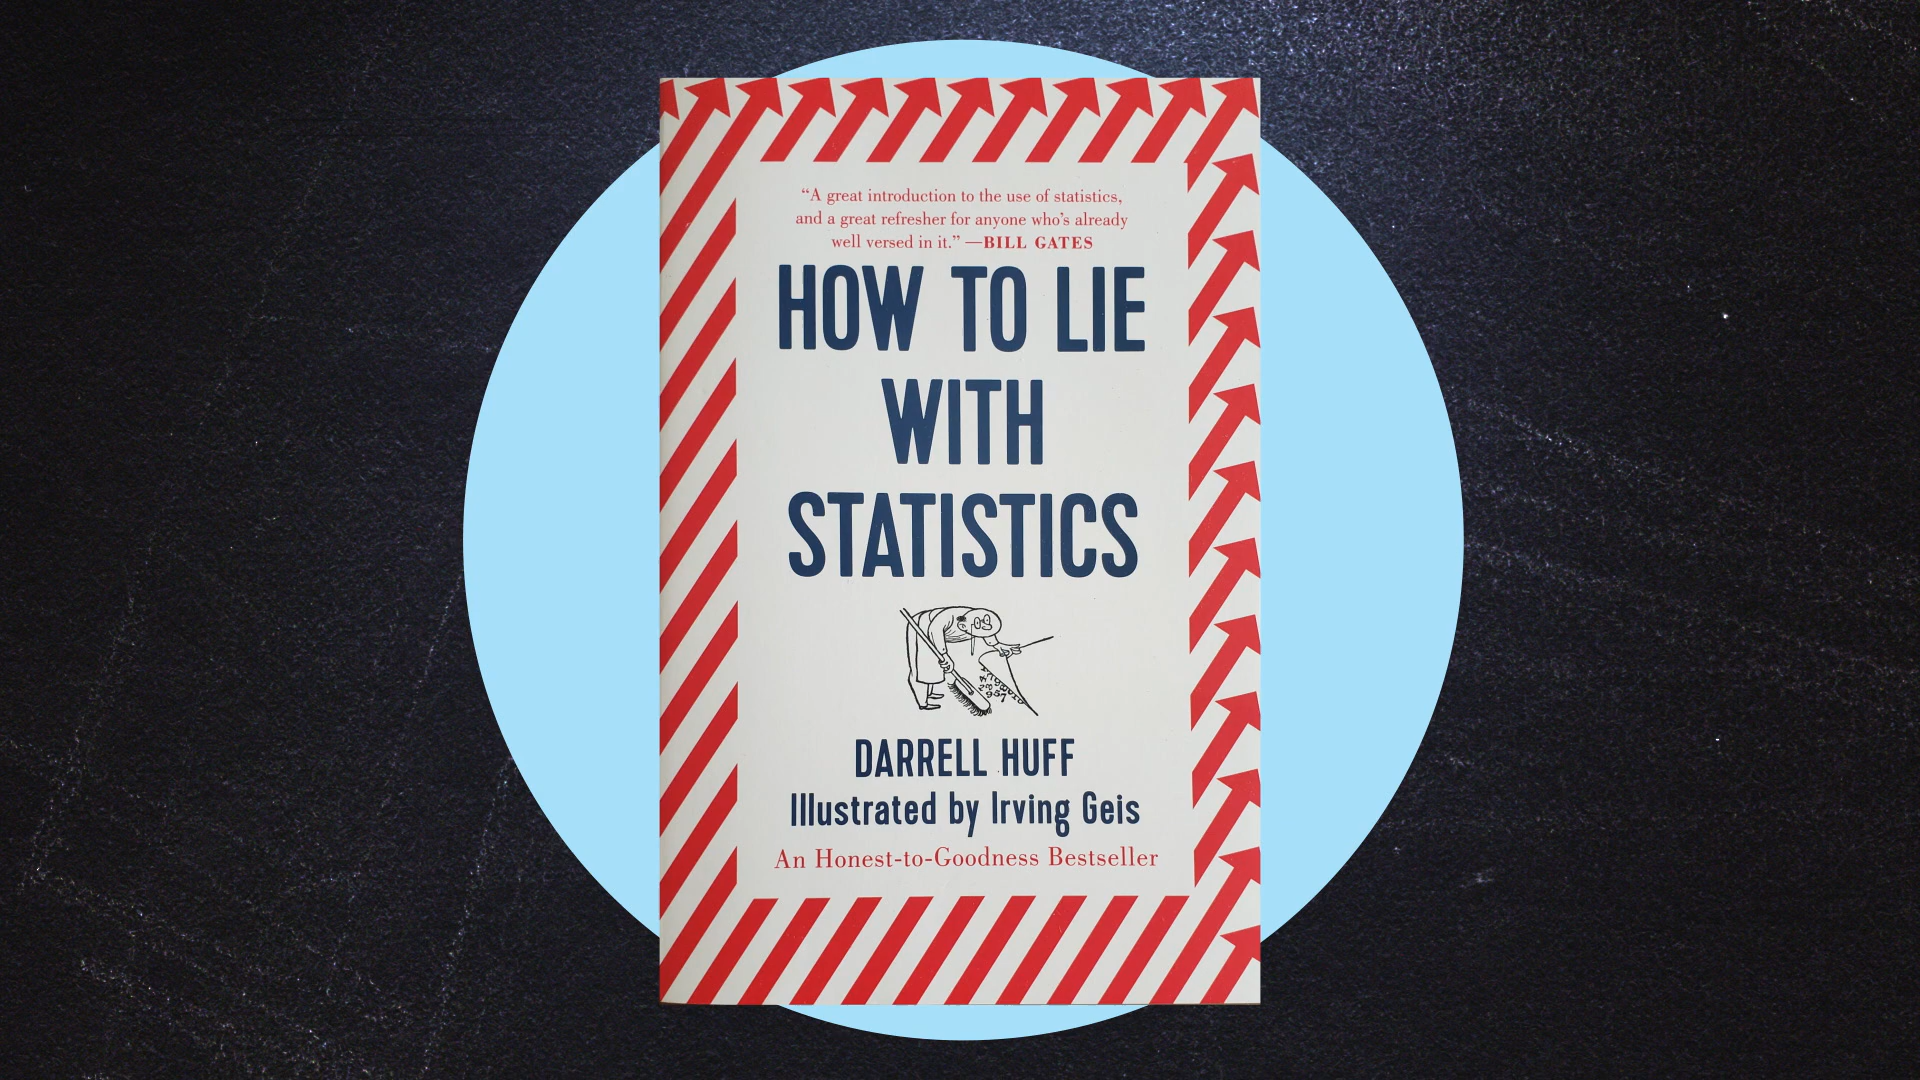 “A great introduction to the use of statistics,
and a great refresher for anyone who’s already
well versed in it.” —BILL GATES
HOW TO LIE
WITH
STATISTICS
DARRELL HUFF
Illustrated by Irving Geis
An Honest-to-Goodness Bestseller